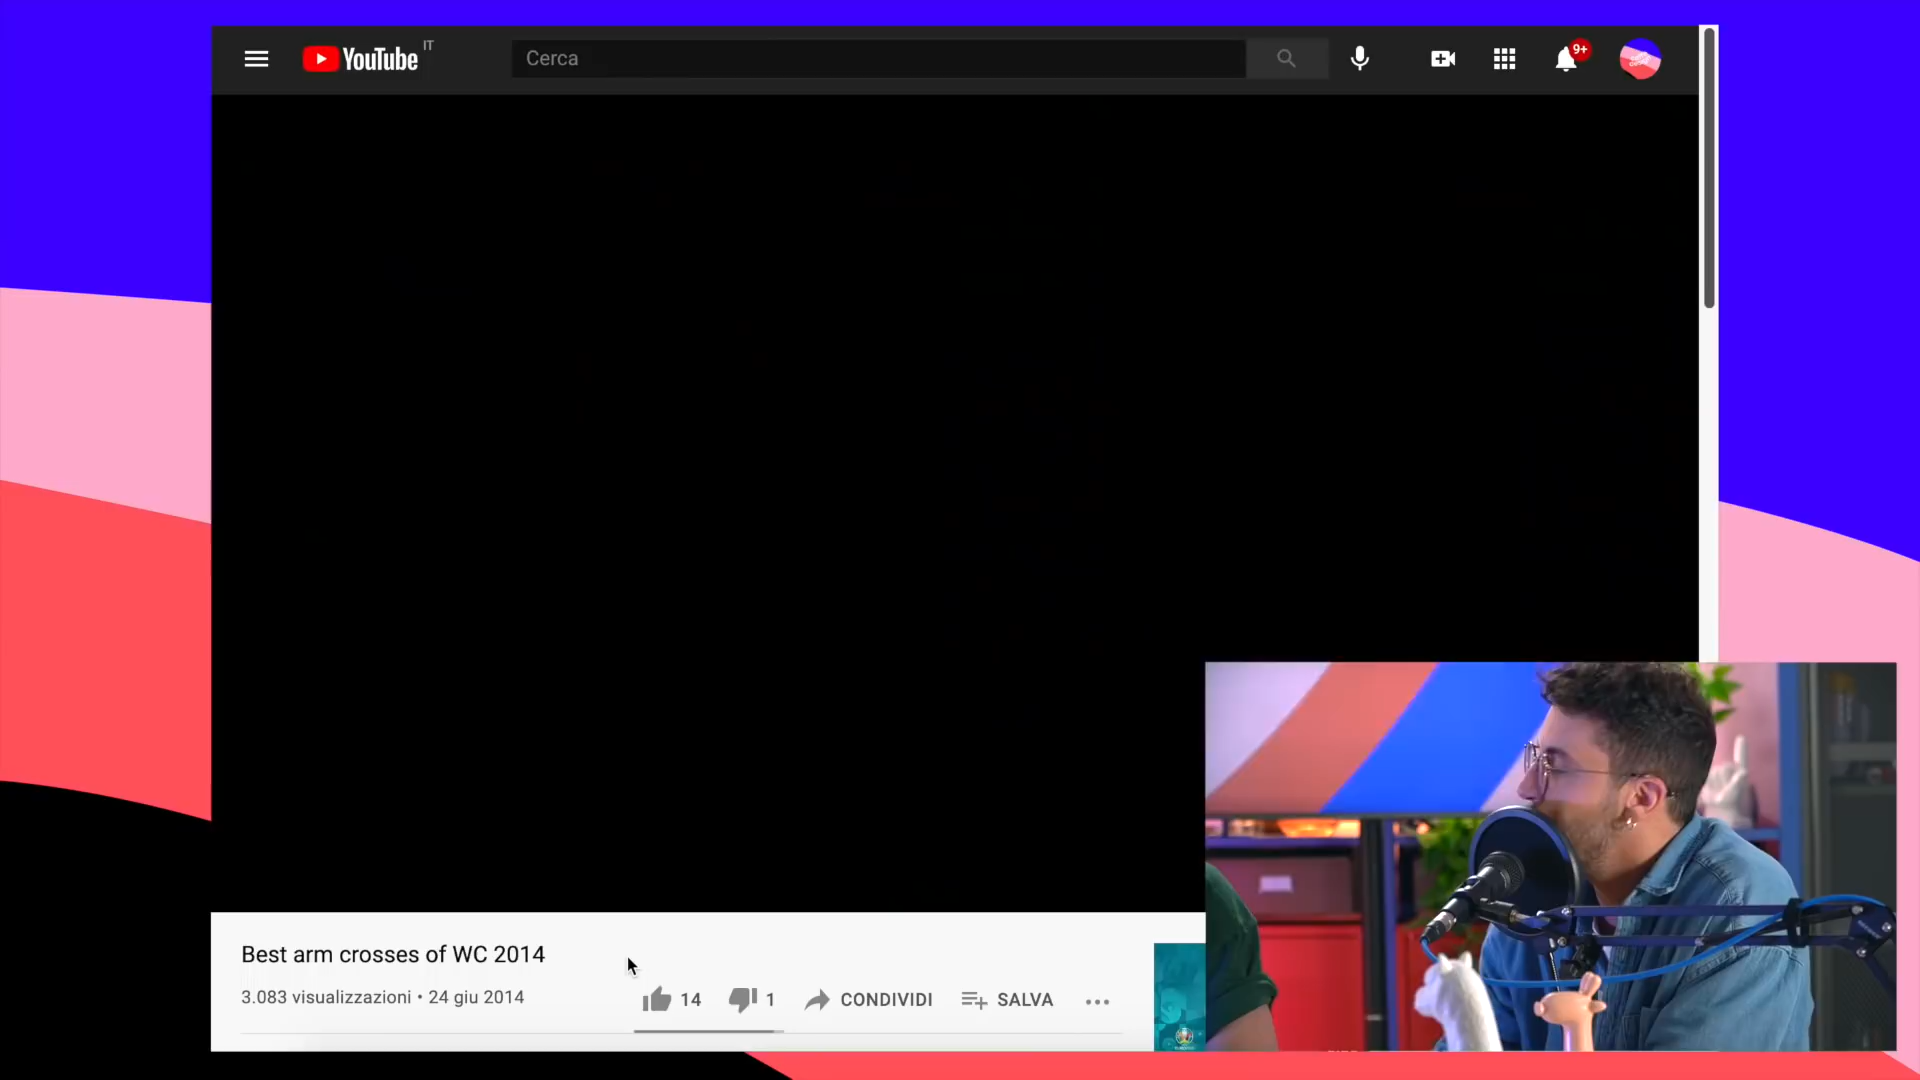 YouTube IT
Cerca
9+
Best arm crosses of WC 2014
3.083 visualizzazioni • 24 giu 2014
14
1
CONDIVIDI
SALVA